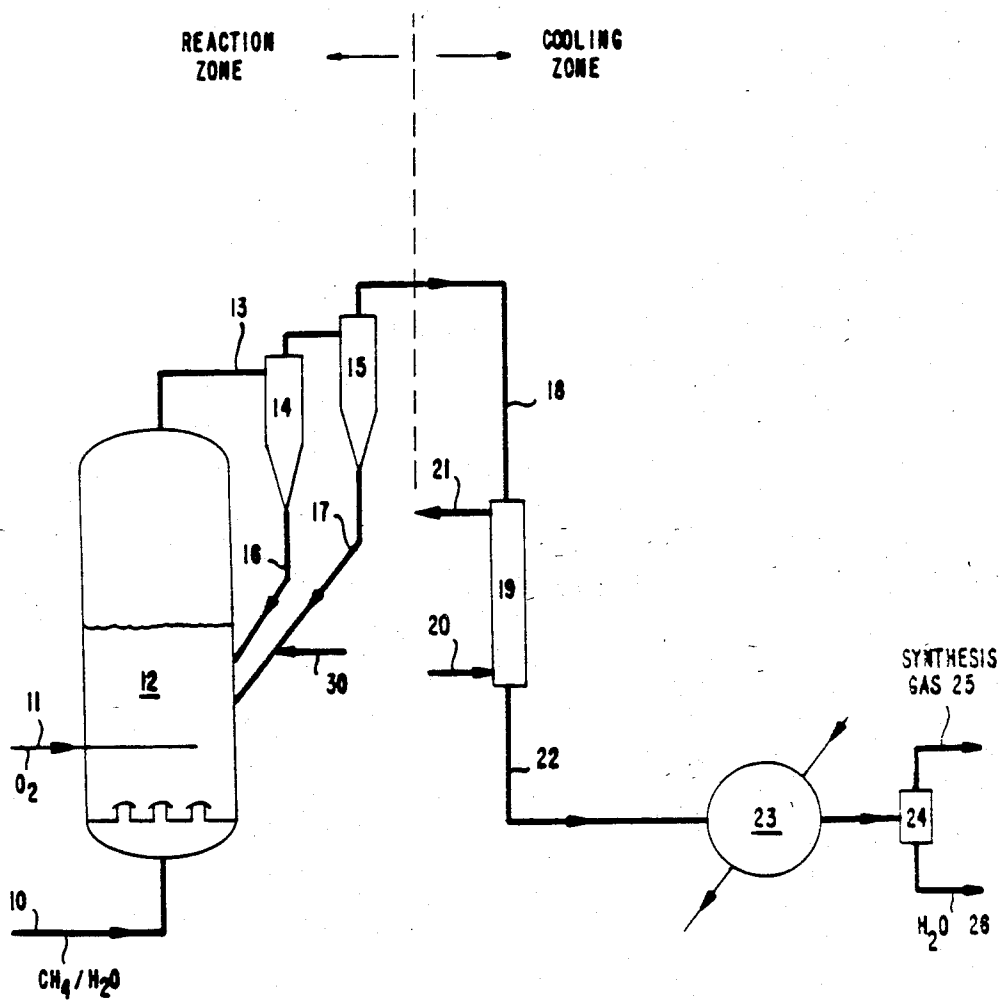 REACTION
ZONE
COOLING
ZONE
13
15
14
18
21
17
16
19
20
30
12
11
O2
SYNTHESIS
GAS 25
22
23
24
10
H2O 26
CH4/H2O